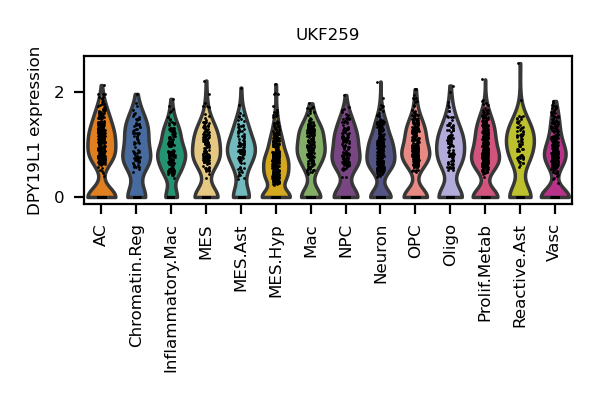 UKF259
DPY19L1 expression
2
0
AC
Chromatin.Reg
Inflammatory.Mac
MES
MES.Ast
MES.Hyp
Mac
NPC
Neuron
OPC
Oligo
Prolif.Metab
Reactive.Ast
Vasc